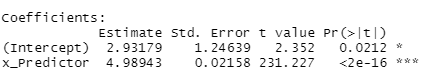 Coefficients:
Estimate Std. Error t value Pr(>|t|)
(Intercept) 2.93179 1.24639 2.352 0.0212 *
x_Predictor 4.98943 0.02158 231.227 <2e-16 ***